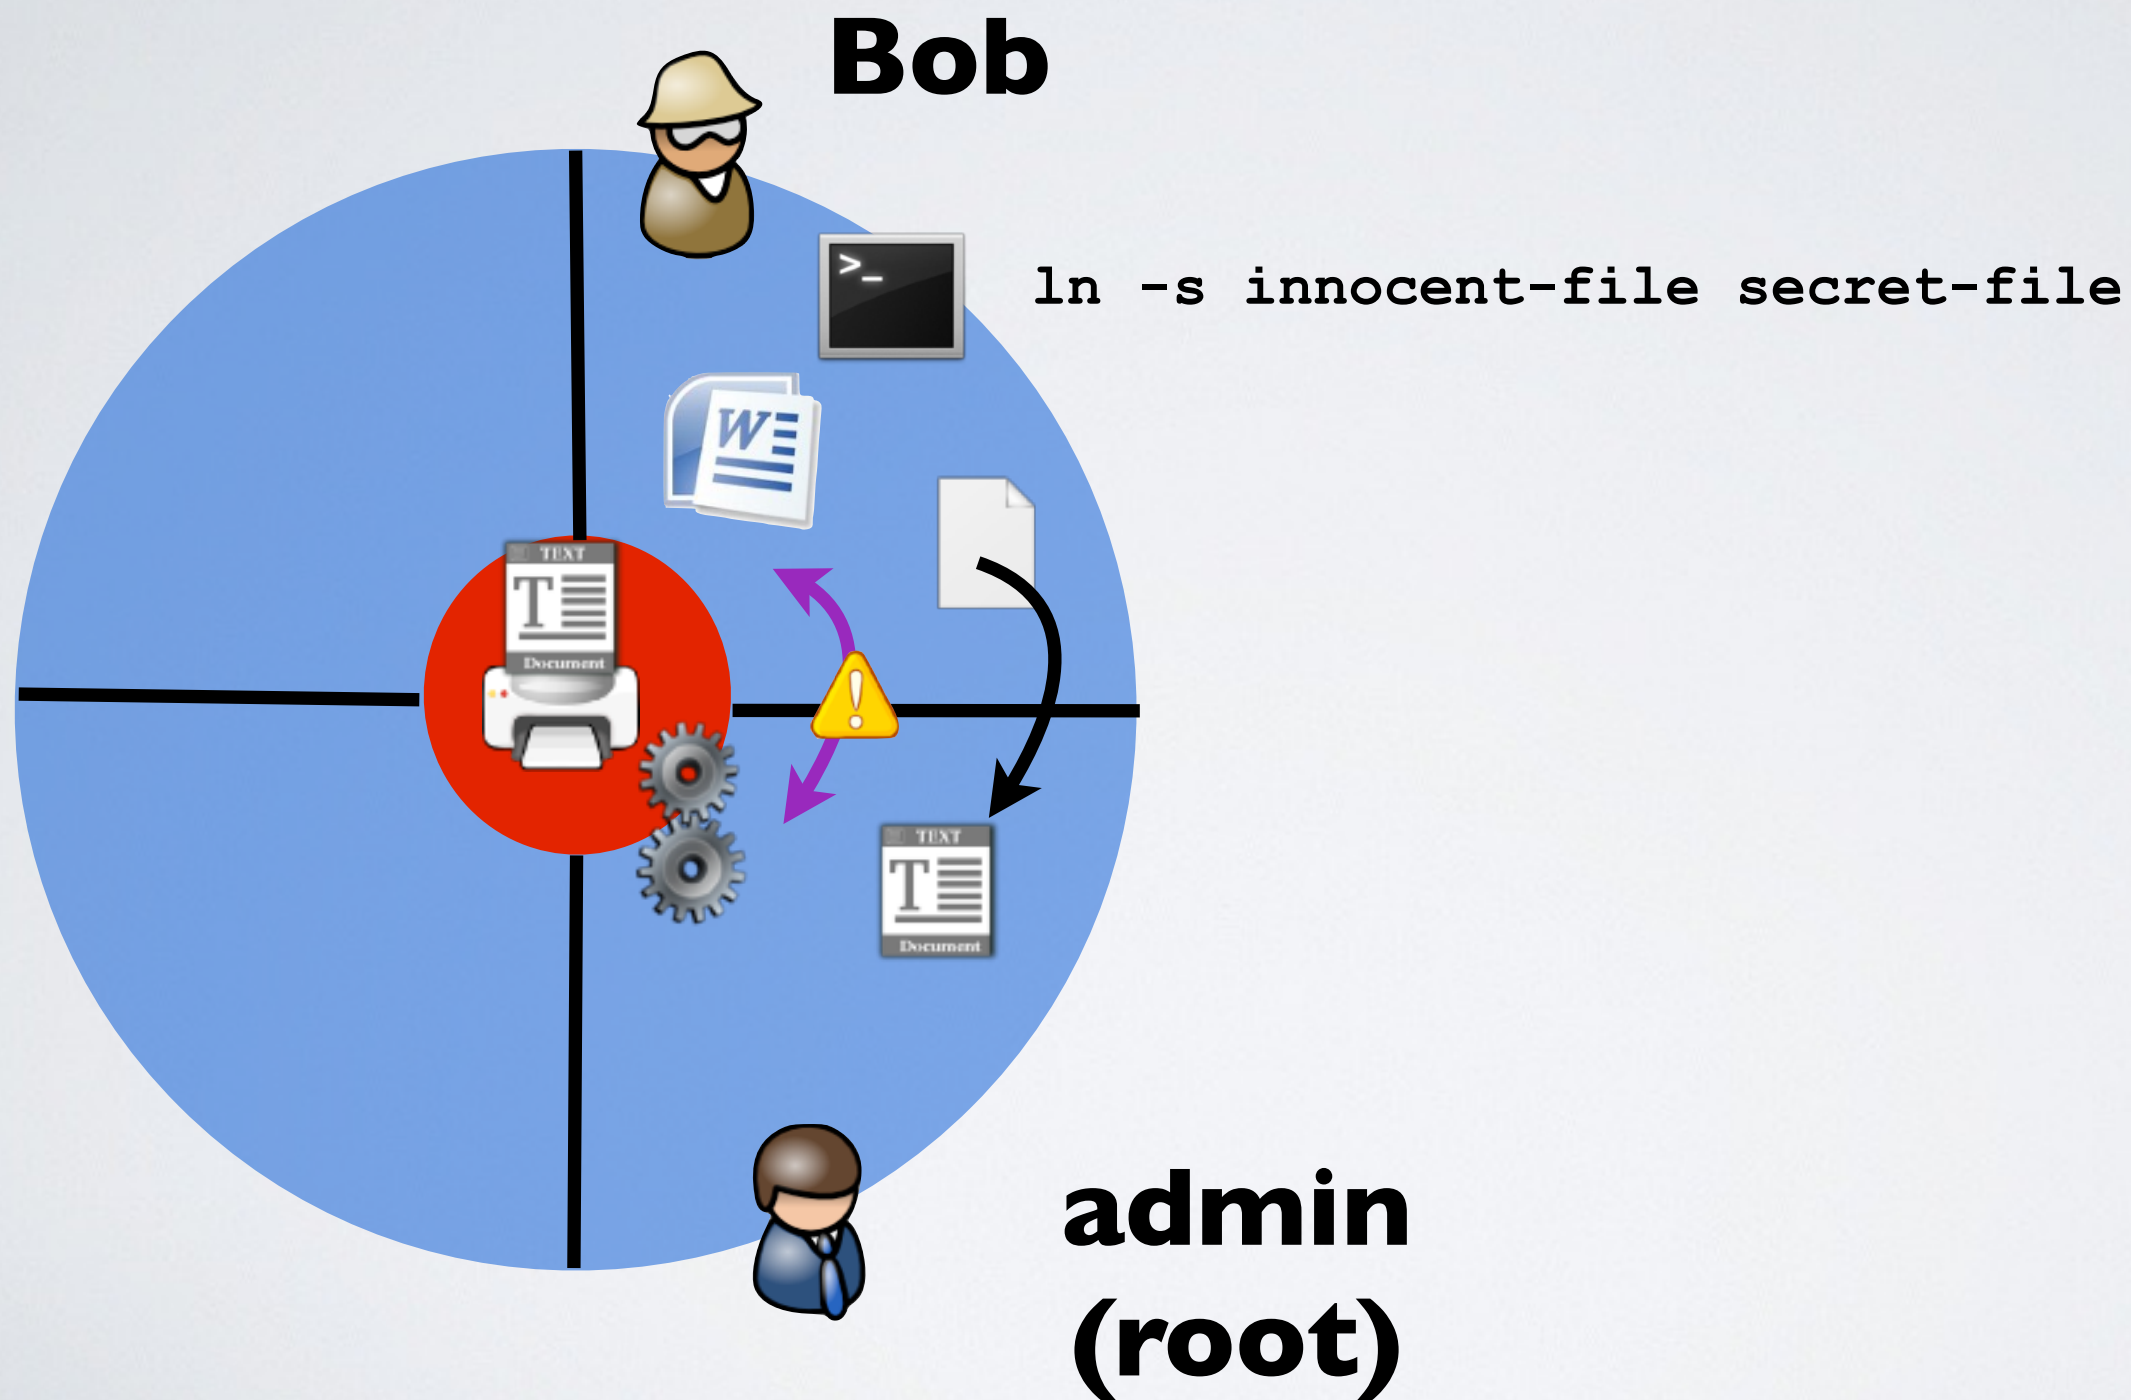 Bob
>_
ln -s innocent-file secret-file
W
TEXT
T
Document
TEXT
T
Document
admin
(root)